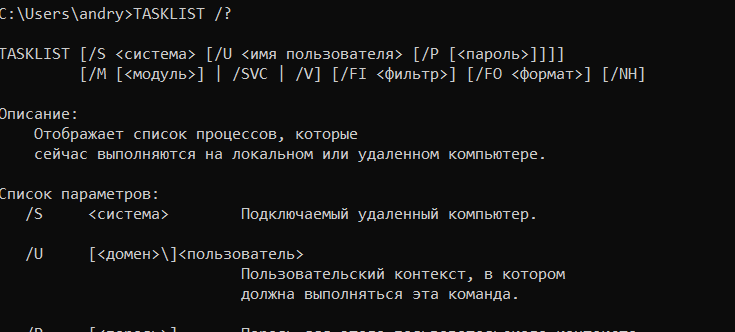 C:\Users\andry>TASKLIST /?
TASKLIST [/S <система> [/U <имя пользователя> [/P [<пароль>]]]]
[/M [<модуль>] | /SVC | /V] [/FI <фильтр>] [/FO <формат>] [/NH]
Описание:
Отображает список процессов, которые
сейчас выполняются на локальном или удаленном компьютере.
Список параметров:
/S <система> Подключаемый удаленный компьютер.
/U [<домен>\]<пользователь>
Пользовательский контекст, в котором
должна выполняться эта команда.